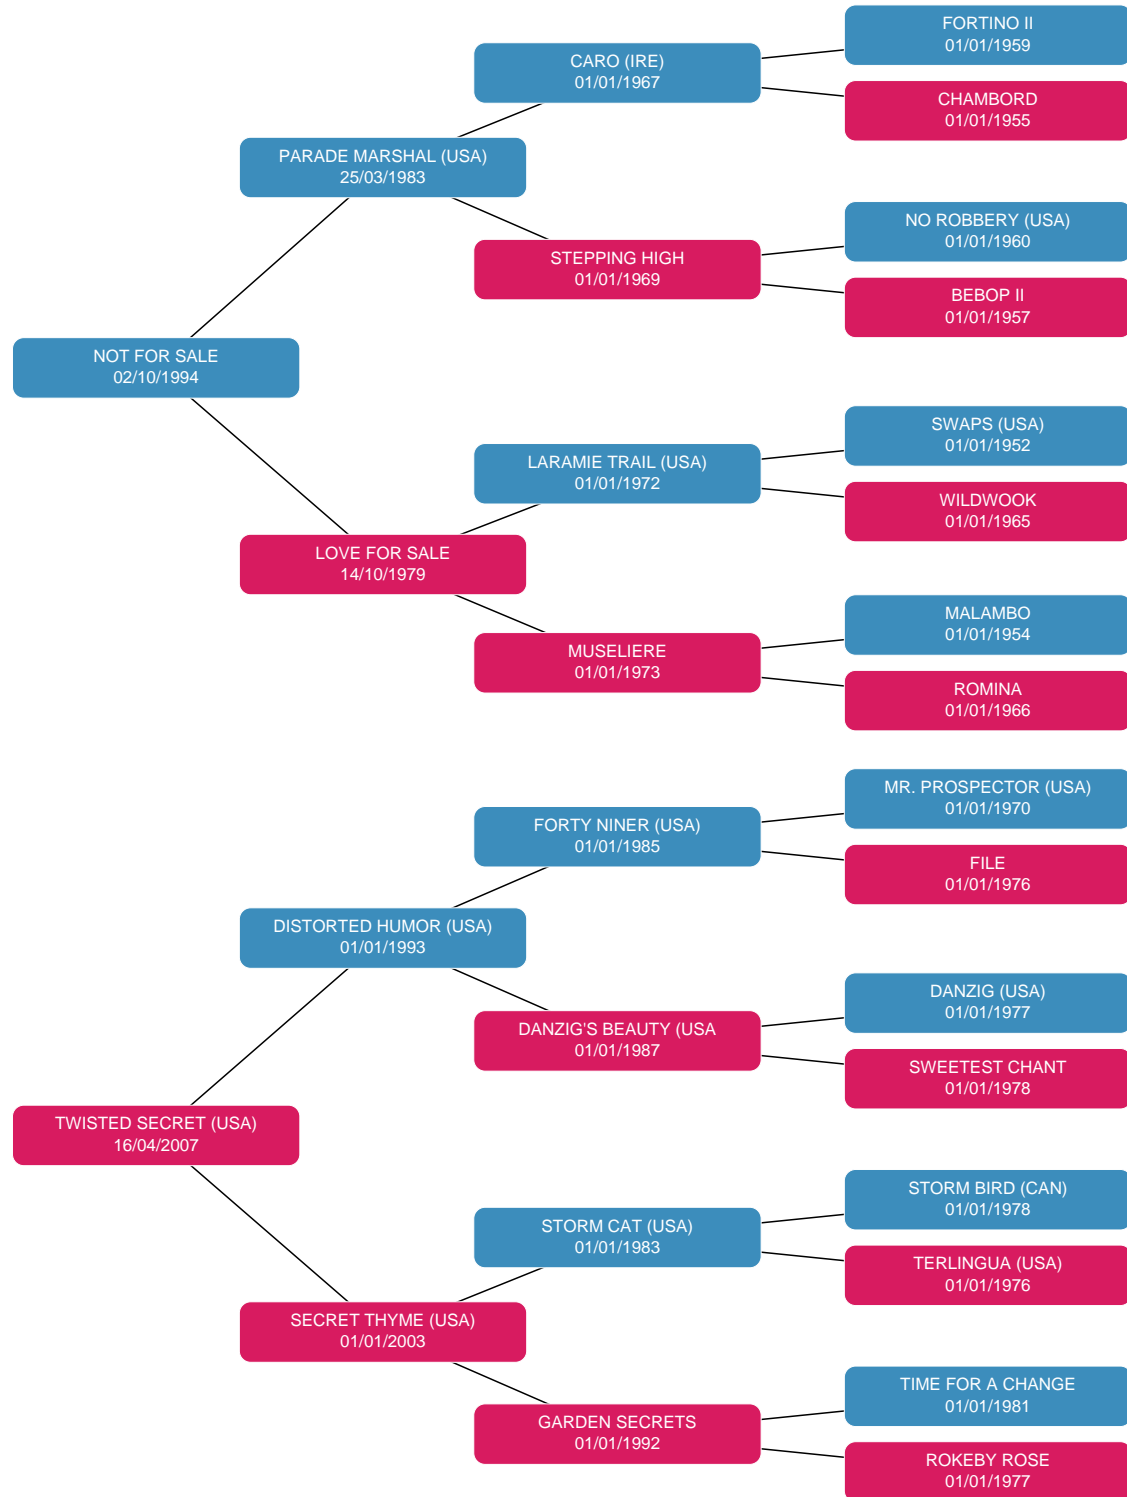 FORTINO II
01/01/1959
CARO (IRE)
01/01/1967
CHAMBORD
01/01/1955
PARADE MARSHAL (USA)
25/03/1983
NO ROBBERY (USA)
01/01/1960
STEPPING HIGH
01/01/1969
BEBOP II
01/01/1957
NOT FOR SALE
02/10/1994
SWAPS (USA)
01/01/1952
LARAMIE TRAIL (USA)
01/01/1972
WILDWOOK
01/01/1965
LOVE FOR SALE
14/10/1979
MALAMBO
01/01/1954
MUSELIERE
01/01/1973
ROMINA
01/01/1966
MR. PROSPECTOR (USA)
01/01/1970
FORTY NINER (USA)
01/01/1985
FILE
01/01/1976
DISTORTED HUMOR (USA)
01/01/1993
DANZIG (USA)
01/01/1977
DANZIG'S BEAUTY (USA
01/01/1987
SWEETEST CHANT
01/01/1978
TWISTED SECRET (USA)
16/04/2007
STORM BIRD (CAN)
01/01/1978
STORM CAT (USA)
01/01/1983
TERLINGUA (USA)
01/01/1976
SECRET THYME (USA)
01/01/2003
TIME FOR A CHANGE
01/01/1981
GARDEN SECRETS
01/01/1992
ROKEBY ROSE
01/01/1977